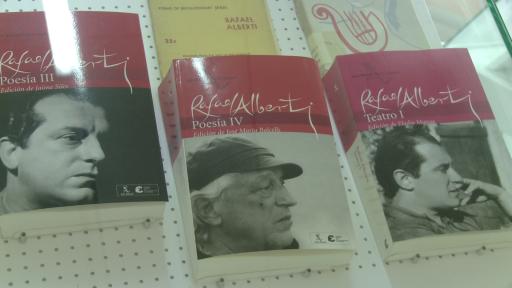 RAFAEL
ALBERTI
Rafael Alberti
Poesía III
Edición de Jaime Siles
Rafael Alberti
Poesía IV
Edición de José María Balcells
Rafael Alberti
Teatro I